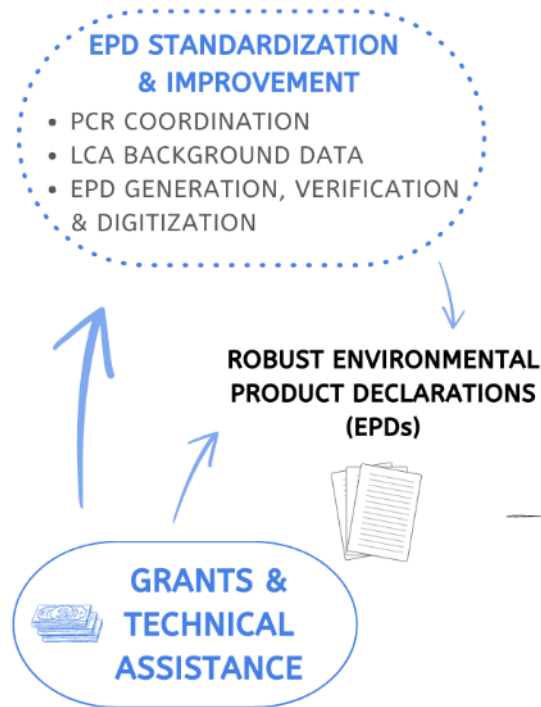 EPD STANDARDIZATION
& IMPROVEMENT
• PCR COORDINATION
• LCA BACKGROUND DATA
• EPD GENERATION, VERIFICATION
& DIGITIZATION
ROBUST ENVIRONMENTAL
PRODUCT DECLARATIONS
(EPDs)
GRANTS &
TECHNICAL
ASSISTANCE